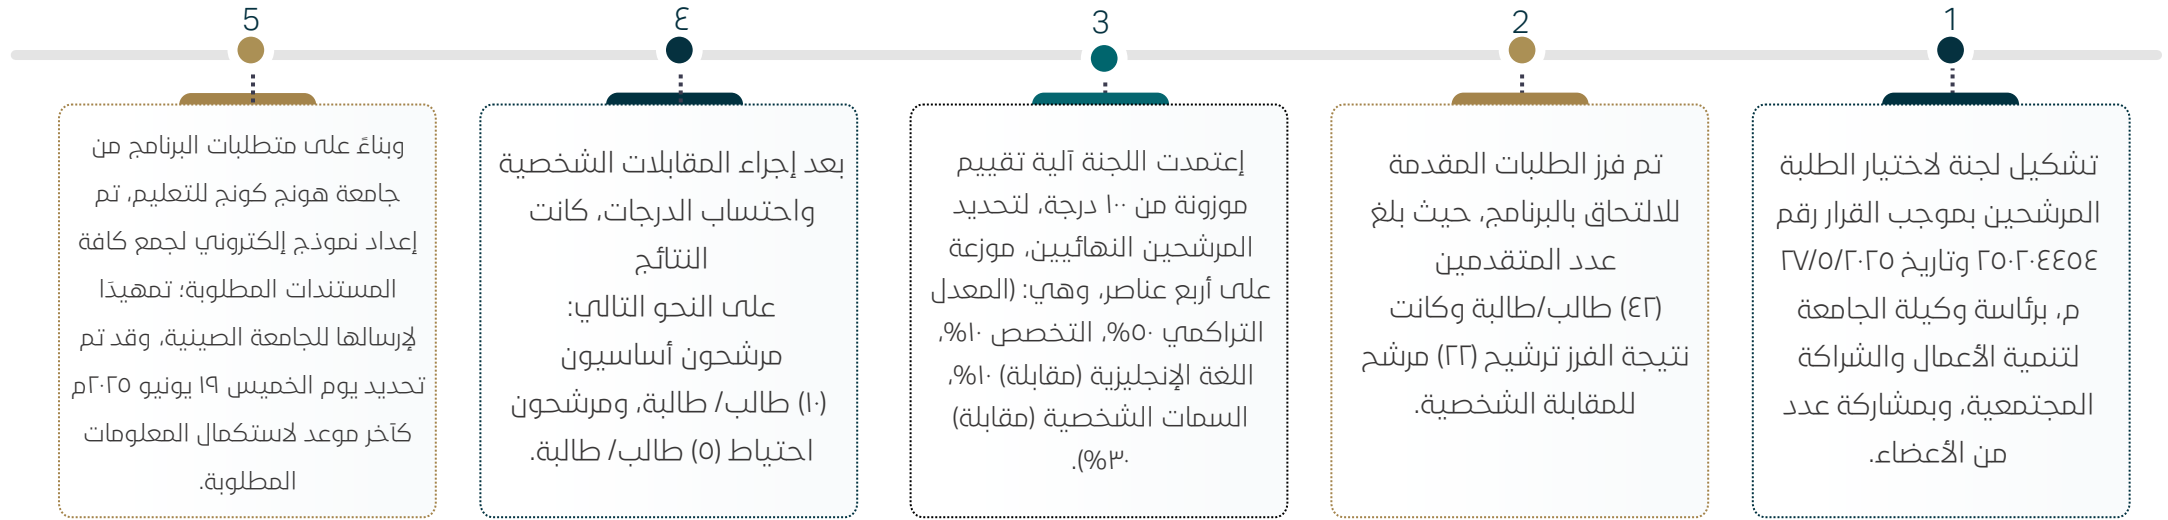 1
تشكيل لجنة لاختيار الطلبة
المرشحين بموجب القرار رقم
٢٥٠٢٠٤٤٥٤ وتاريخ ٢٧/٥/٢٠٢٥
م، برئاسة وكيلة الجامعة
لتنمية الأعمال والشراكة
المجتمعية، وبمشاركة عدد
من الأعضاء.
2
تم فرز الطلبات المقدمة
للالتحاق بالبرنامج، حيث بلغ
عدد المتقدمين
(٤٢) طالب/طالبة وكانت
نتيجة الفرز ترشيح (٢٢) مرشح
للمقابلة الشخصية.
3
إعتمدت اللجنة آلية تقييم
موزونة من ١٠٠ درجة، لتحديد
المرشحين النهائيين، موزعة
على أربع عناصر، وهي: (المعدل
التراكمي ٥٠%، التخصص ١٠%،
اللغة الإنجليزية (مقابلة) ١٠%،
السمات الشخصية (مقابلة)
٣٠%).
٤
بعد إجراء المقابلات الشخصية
واحتساب الدرجات، كانت
النتائج
على النحو التالي:
مرشحون أساسيون
(١٠) طالب/ طالبة، ومرشحون
احتياط (٥) طالب/ طالبة.
5
وبناءً على متطلبات البرنامج من
جامعة هونج كونج للتعليم، تم
إعداد نموذج إلكتروني لجمع كافة
المستندات المطلوبة؛ تمهيدًا
لإرسالها للجامعة الصينية، وقد تم
تحديد يوم الخميس ١٩ يونيو ٢٠٢٥م
كآخر موعد لاستكمال المعلومات
المطلوبة.